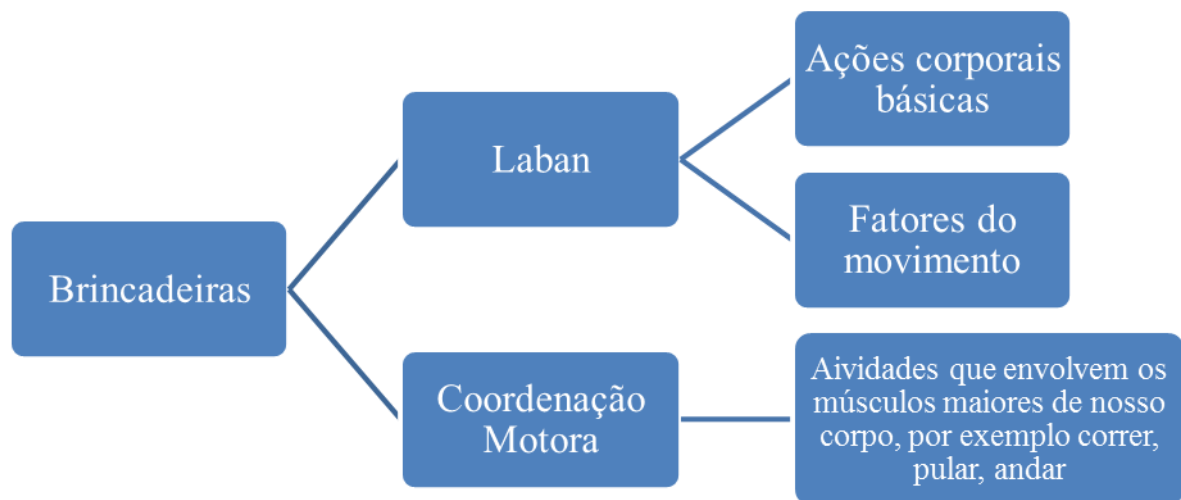 Brincadeiras
Laban
Ações corporais
básicas
Fatores do
movimento
Coordenação
Motora
Aividades que envolvem os
músculos maiores de nosso
corpo, por exemplo correr,
pular, andar